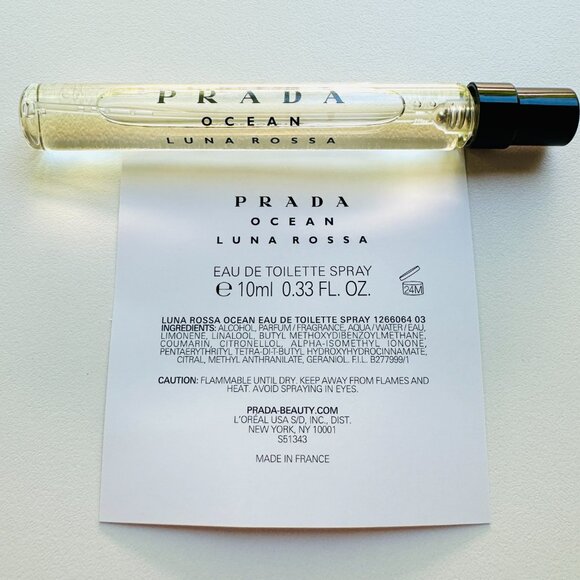 PRADA
OCEAN
LUNA ROSSA
PRADA
OCEAN
LUNA ROSSA
EAU DE TOILETTE SPRAY
℮ 10ml 0.33 FL. OZ.
24M
LUNA ROSSA OCEAN EAU DE TOILETTE SPRAY 1266064 03
INGREDIENTS: ALCOHOL, PARFUM / FRAGRANCE, AQUA / WATER / EAU,
LIMONENE, LINALOOL, BUTYL METHOXYDIBENZOYLMETHANE,
COUMARIN, CITRONELLOL, ALPHA-ISOMETHYL IONONE,
PENTAERYTHRITYL TETRA-DI-T-BUTYL HYDROXYHYDROCINNAMATE,
CITRAL, METHYL ANTHRANILATE, GERANIOL. F.I.L. B277999/1
CAUTION: FLAMMABLE UNTIL DRY. KEEP AWAY FROM FLAMES AND
HEAT. AVOID SPRAYING IN EYES.
PRADA-BEAUTY.COM
L'ORÉAL USA S/D, INC., DIST.
NEW YORK, NY 10001
S51343
MADE IN FRANCE